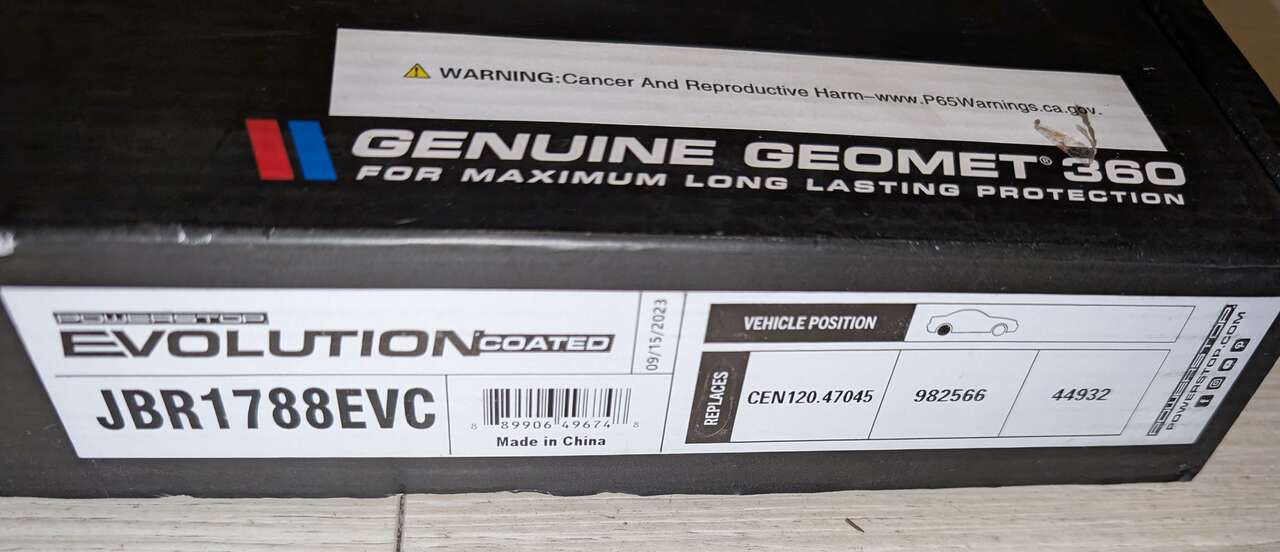 WARNING:Cancer And Reproductive Harm–www.P65Warnings.ca.gov.
GENUINE GEOMET® 360
FOR MAXIMUM LONG LASTING PROTECTION
POWERSTOP
EVOLUTION COATED
09/15/2023
JBR1788EVC
8 89906 49674 8
Made in China
VEHICLE POSITION
REPLACES
CEN120.47045
982566
44932
POWERSTOP
POWERSTOP.COM